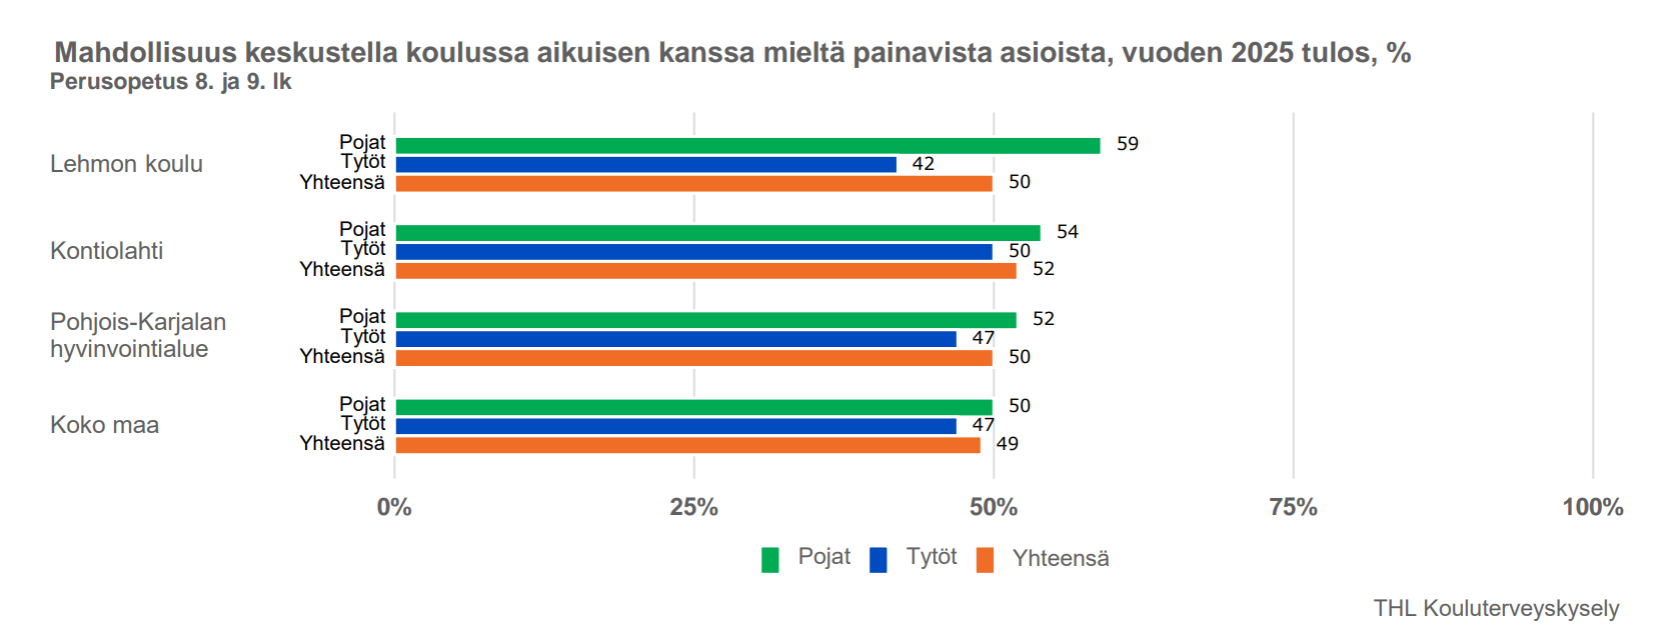 Mahdollisuus keskustella koulussa aikuisen kanssa mieltä painavista asioista, vuoden 2025 tulos, %
Perusopetus 8. ja 9. lk
Lehmon koulu
Pojat 59
Tytöt 42
Yhteensä 50
Kontiolahti
Pojat 54
Tytöt 50
Yhteensä 52
Pohjois-Karjalan
hyvinvointialue
Pojat 52
Tytöt 47
Yhteensä 50
Koko maa
Pojat 50
Tytöt 47
Yhteensä 49
0% 25% 50% 75% 100%
Pojat Tytöt Yhteensä
THL Kouluterveyskysely